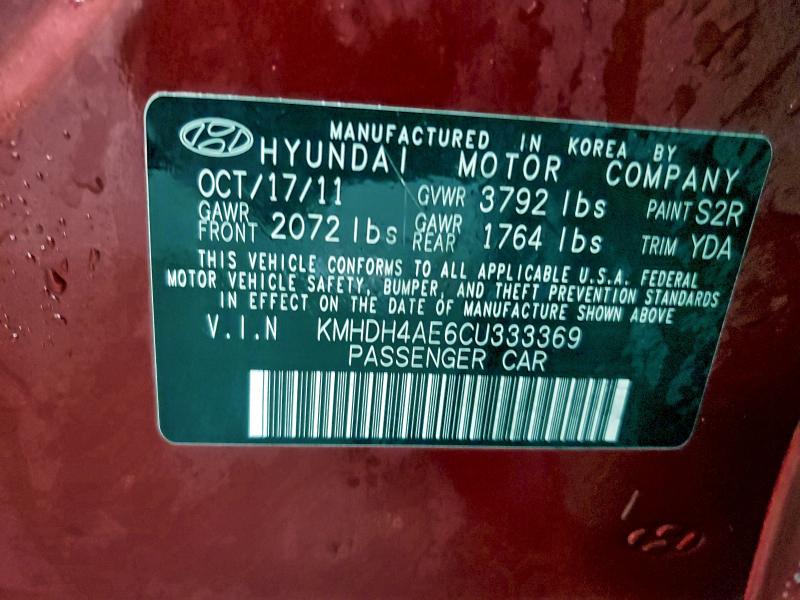 MANUFACTURED IN KOREA BY
HYUNDAI MOTOR COMPANY
OCT/17/11 GVWR 3792 lbs PAINT S2R
GAWR FRONT 2072 lbs GAWR REAR 1764 lbs TRIM YDA
THIS VEHICLE CONFORMS TO ALL APPLICABLE U.S.A. FEDERAL
MOTOR VEHICLE SAFETY, BUMPER, AND THEFT PREVENTION STANDARDS
IN EFFECT ON THE DATE OF MANUFACTURE SHOWN ABOVE
V.I.N KMHDH4AE6CU333369
PASSENGER CAR